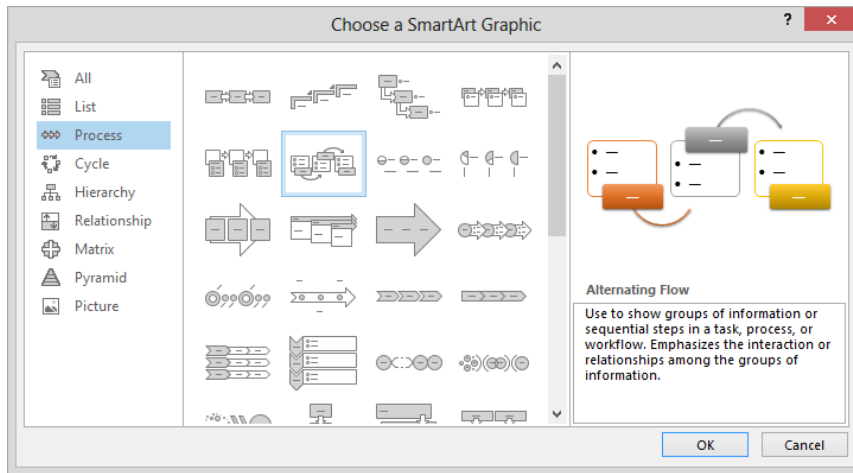 Choose a SmartArt Graphic
?
All
List
Process
Cycle
Hierarchy
Relationship
Matrix
Pyramid
Picture
Alternating Flow
Use to show groups of information or
sequential steps in a task, process, or
workflow. Emphasizes the interaction or
relationships among the groups of
information.
OK
Cancel